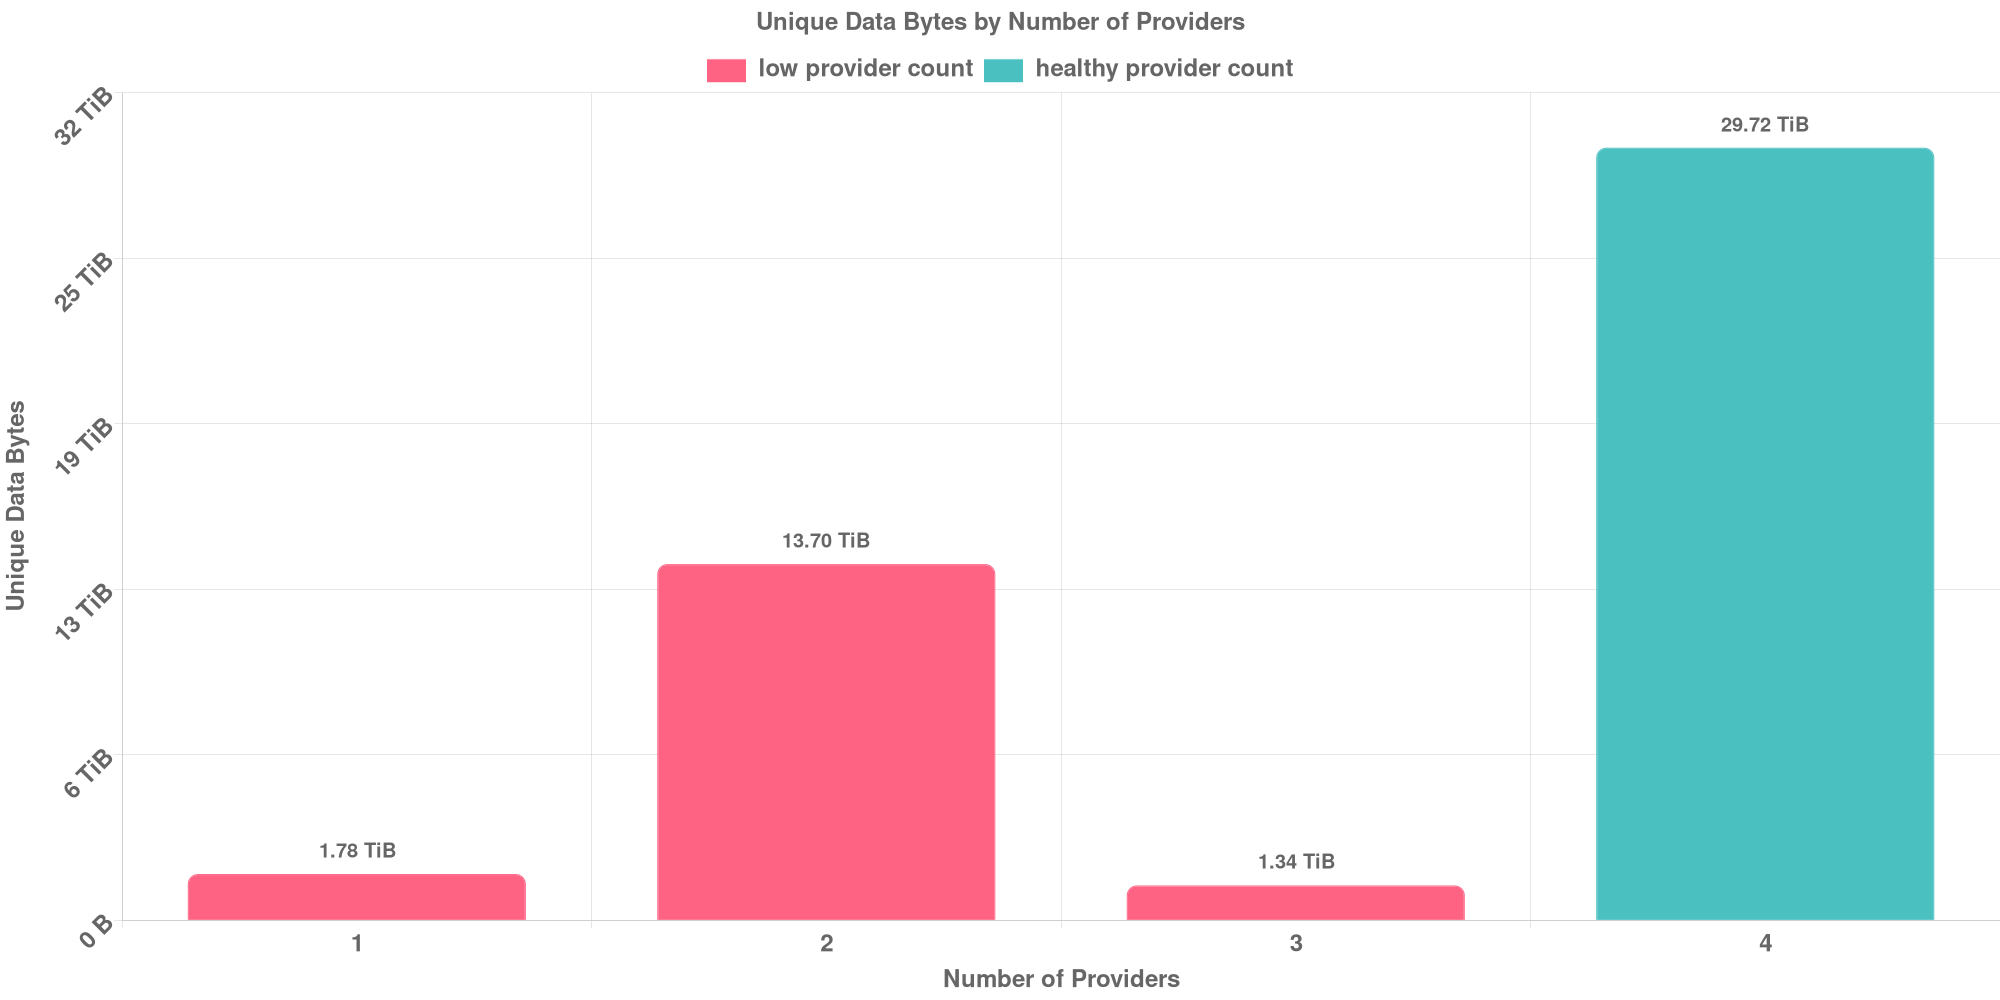 Unique Data Bytes by Number of Providers
low provider count healthy provider count
32 TiB
25 TiB
19 TiB
13 TiB
6 TiB
0 B
Unique Data Bytes
1.78 TiB
13.70 TiB
1.34 TiB
29.72 TiB
1 2 3 4
Number of Providers